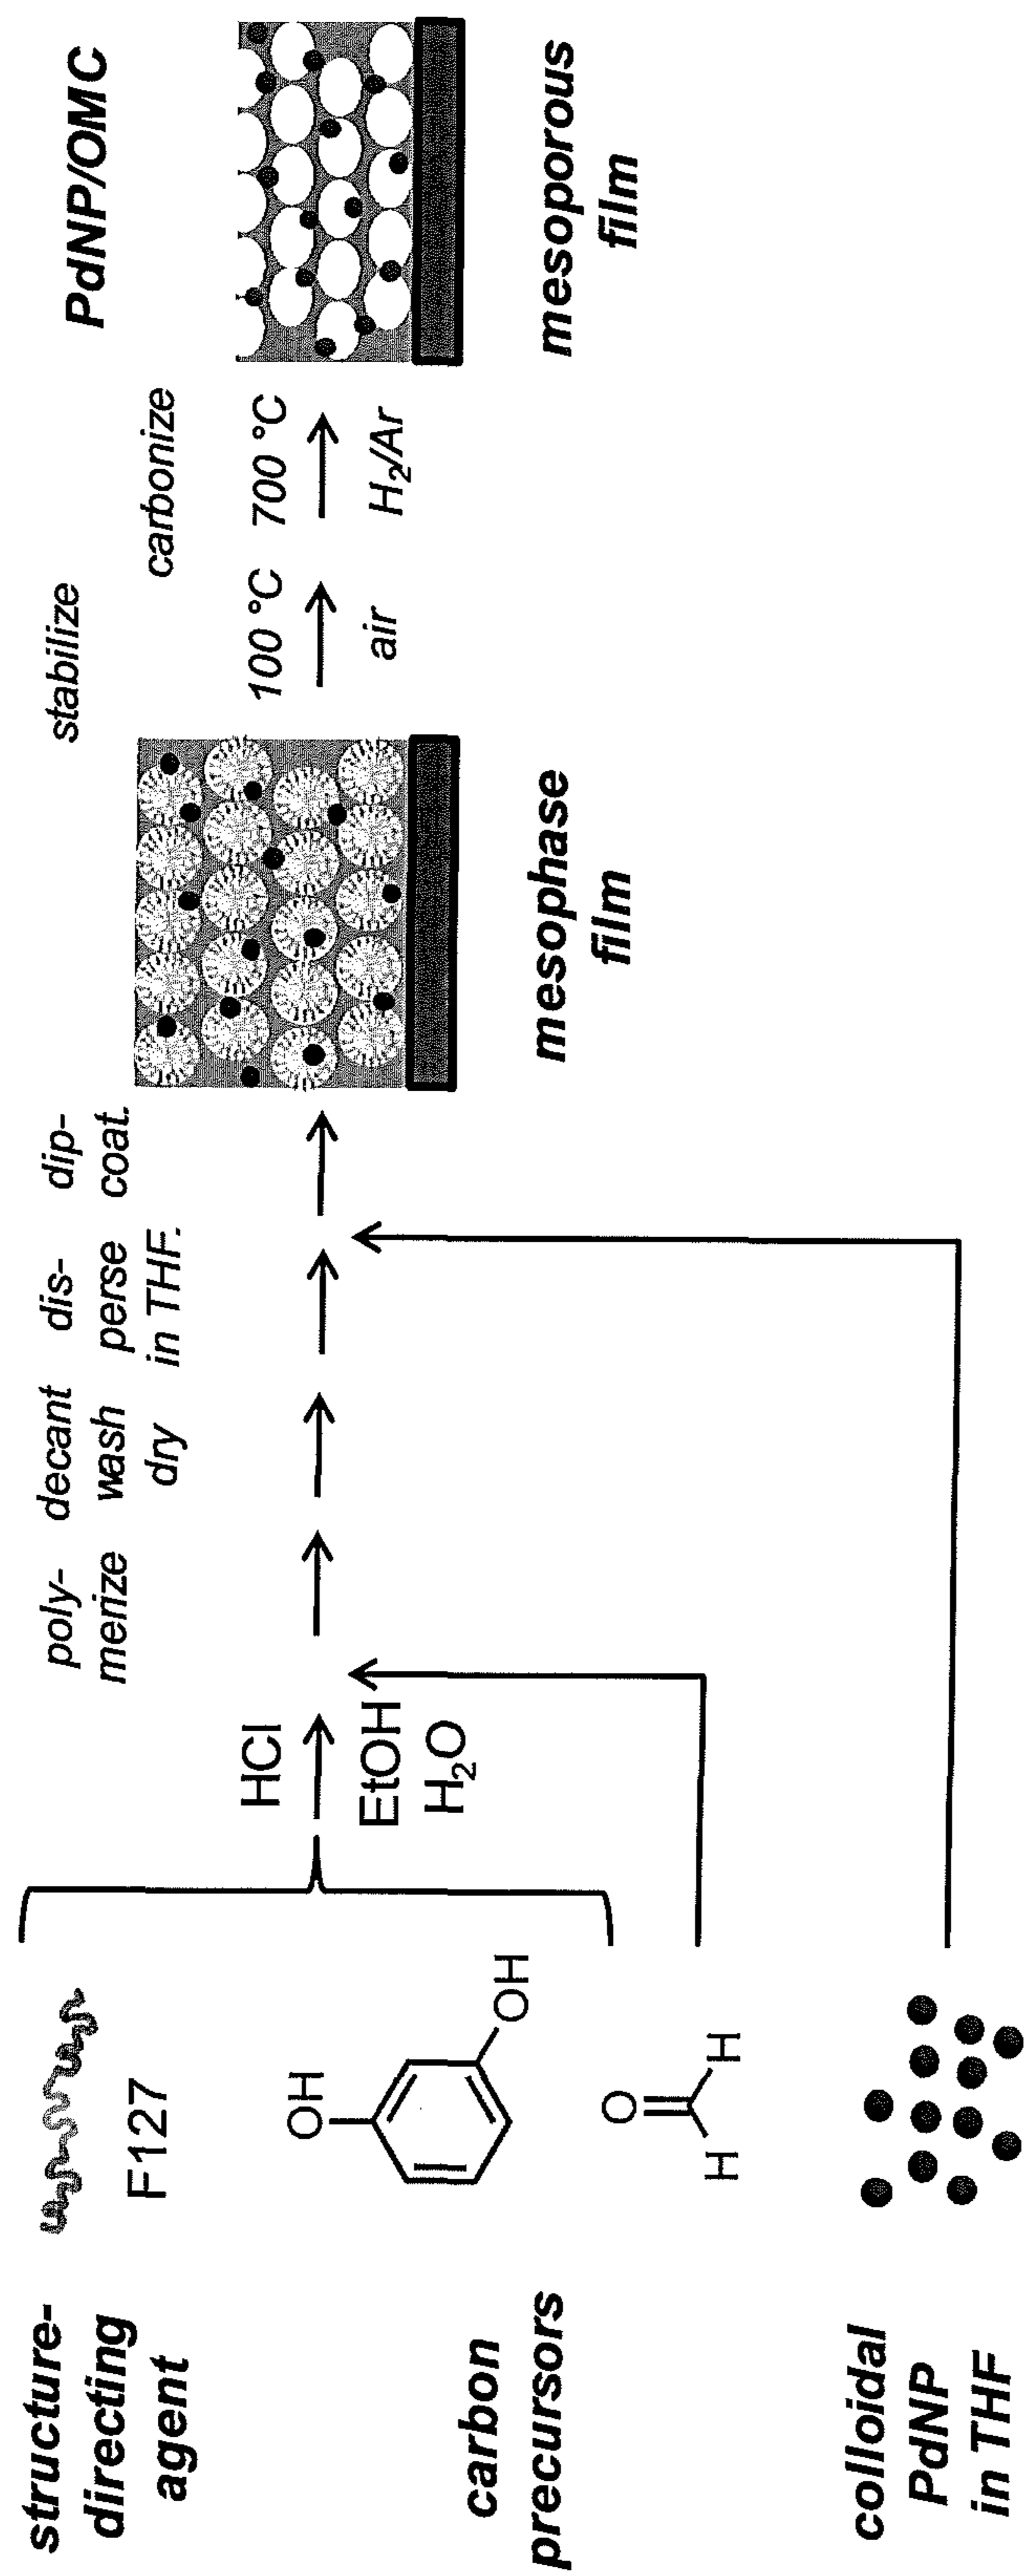 structure-
directing
agent
F127
carbon
precursors
OH
OH
O
H
H
colloidal
PdNP
in THF
HCl
EtOH
H₂O
poly-
merize
decant
wash
dry
dis-
perse
in THF.
dip-
coat.
mesophase
film
stabilize
100 °C
air
carbonize
700 °C
H₂/Ar
PdNP/OMC
mesoporous
film